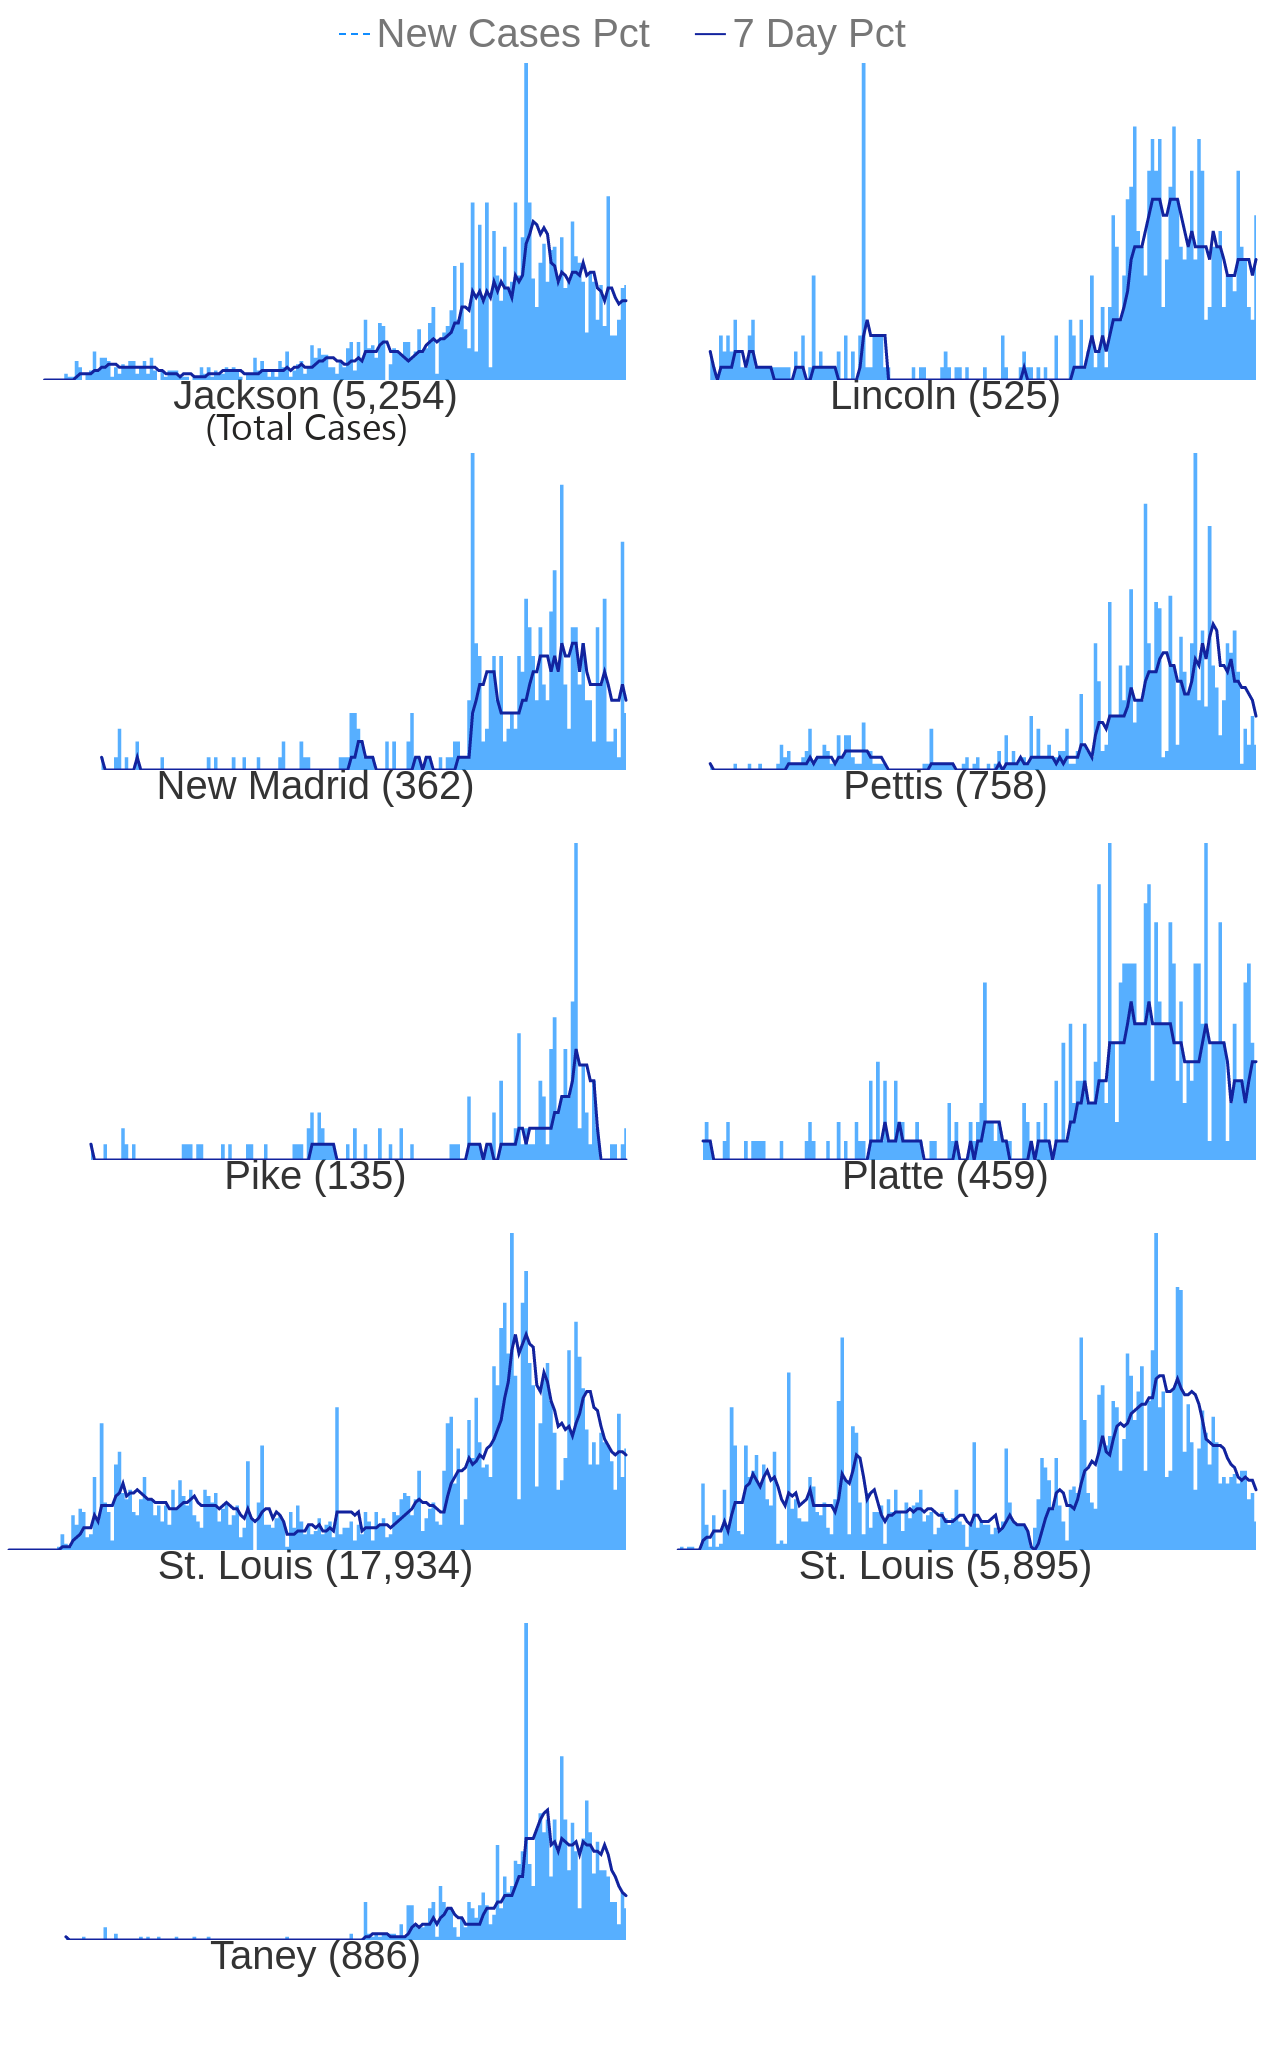 New Cases Pct 7 Day Pct
Jackson (5,254) Lincoln (525)
(Total Cases)
New Madrid (362) Pettis (758)
Pike (135) Platte (459)
St. Louis (17,934) St. Louis (5,895)
Taney (886)